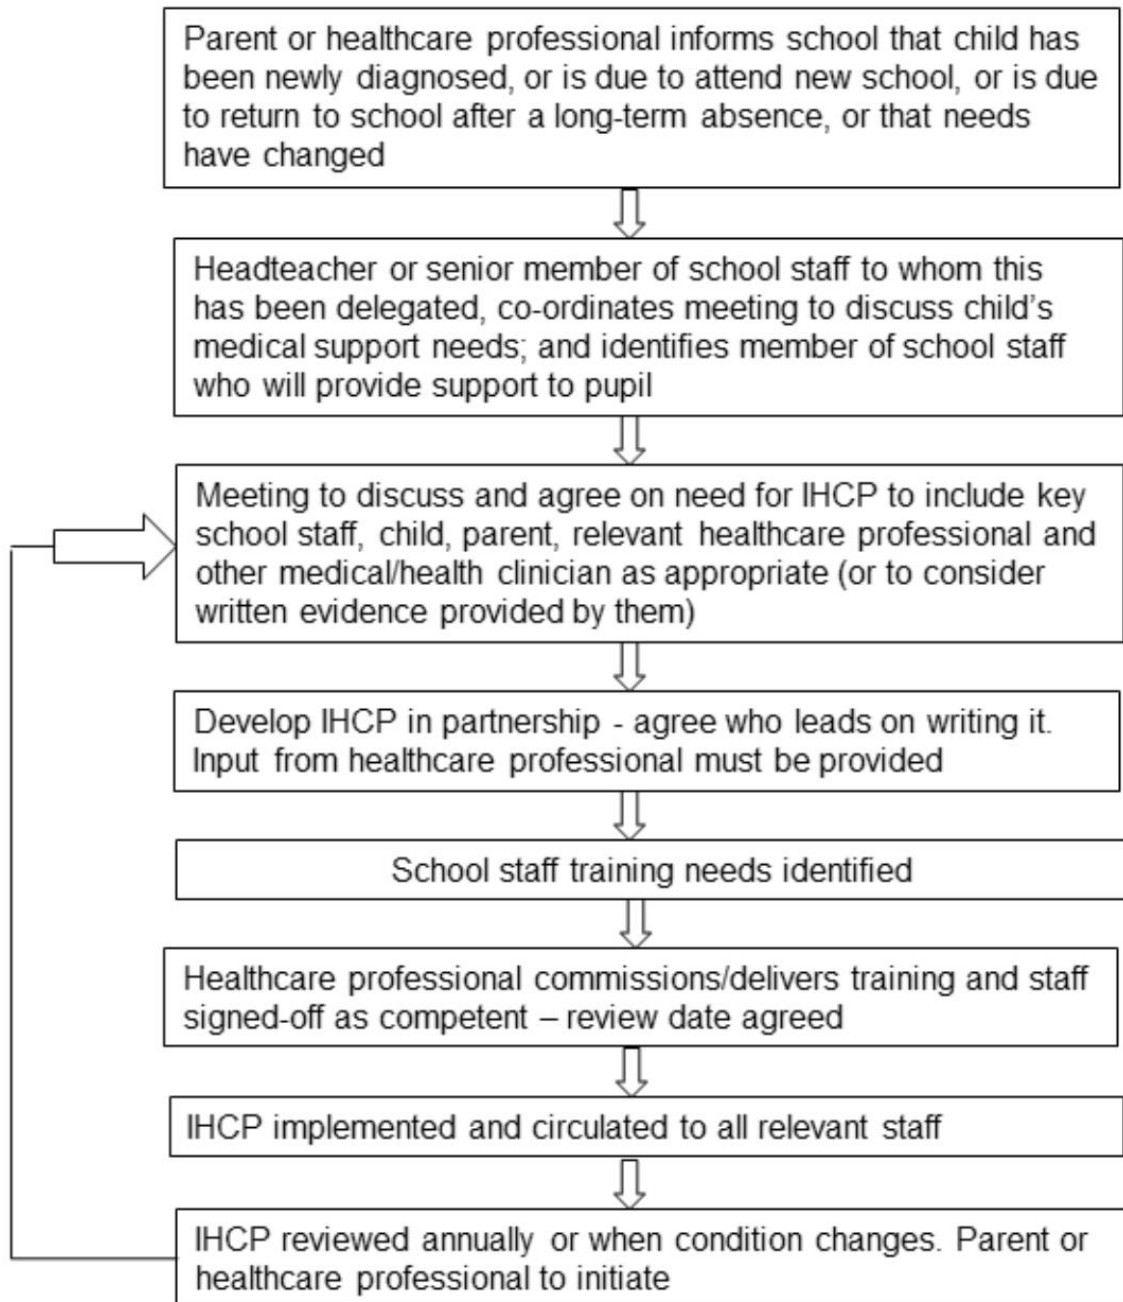 Parent or healthcare professional informs school that child has
been newly diagnosed, or is due to attend new school, or is due
to return to school after a long-term absence, or that needs
have changed
Headteacher or senior member of school staff to whom this
has been delegated, co-ordinates meeting to discuss child’s
medical support needs; and identifies member of school staff
who will provide support to pupil
Meeting to discuss and agree on need for IHCP to include key
school staff, child, parent, relevant healthcare professional and
other medical/health clinician as appropriate (or to consider
written evidence provided by them)
Develop IHCP in partnership - agree who leads on writing it.
Input from healthcare professional must be provided
School staff training needs identified
Healthcare professional commissions/delivers training and staff
signed-off as competent – review date agreed
IHCP implemented and circulated to all relevant staff
IHCP reviewed annually or when condition changes. Parent or
healthcare professional to initiate